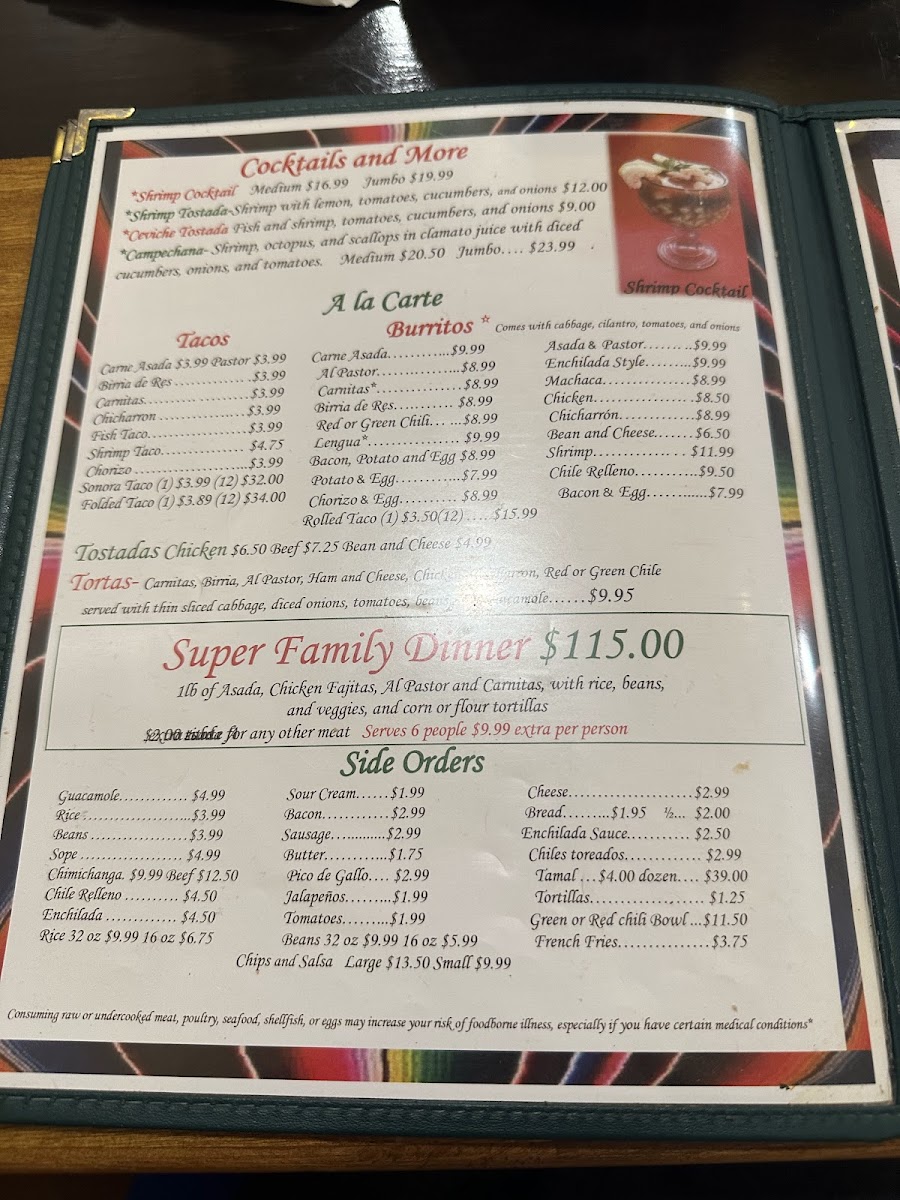 Cocktails and More
*Shrimp Cocktail Medium $16.99 Jumbo $19.99
*Shrimp Tostada-Shrimp with lemon, tomatoes, cucumbers, and onions $12.00
*Ceviche Tostada Fish and shrimp, tomatoes, cucumbers, and onions $9.00
*Campechana- Shrimp, octopus, and scallops in clamato juice with diced
cucumbers, onions, and tomatoes. Medium $20.50 Jumbo.... $23.99
Shrimp Cocktail
A la Carte
Tacos
Carne Asada $3.99 Pastor $3.99
Birria de Res..............$3.99
Carnitas...................$3.99
Chicharron................$3.99
Fish Taco..................$3.99
Shrimp Taco............... $4.75
Chorizo....................$3.99
Sonora Taco (1) $3.99 (12) $32.00
Folded Taco (1) $3.89 (12) $34.00
Burritos * Comes with cabbage, cilantro, tomatoes, and onions
Carne Asada............$9.99
Al Pastor................$8.99
Carnitas*................$8.99
Birria de Res........... $8.99
Red or Green Chili... ...$8.99
Lengua*................ $9.99
Bacon, Potato and Egg $8.99
Potato & Egg...........$7.99
Chorizo & Egg.......... $8.99
Rolled Taco (1) $3.50(12).... $15.99
Asada & Pastor.........$9.99
Enchilada Style.........$9.99
Machaca................$8.99
Chicken..................$8.50
Chicharrón..............$8.99
Bean and Cheese.......$6.50
Shrimp................ . $11.99
Chile Relleno...........$9.50
Bacon & Egg............$7.99
Tostadas Chicken $6.50 Beef $7.25 Bean and Cheese $4.99
Tortas- Carnitas, Birria, Al Pastor, Ham and Cheese, Red or Green Chile
served with thin sliced cabbage, diced onions, tomatoes, ......$9.95
Super Family Dinner $115.00
1lb of Asada, Chicken Fajitas, Al Pastor and Carnitas, with rice, beans,
and veggies, and corn or flour tortillas
for any other meat Serves 6 people $9.99 extra per person
Side Orders
Guacamole............. $4.99
Rice.......................$3.99
Beans...................$3.99
Sope................... $4.99
Chimichanga. $9.99 Beef $12.50
Chile Relleno.......... $4.50
Enchilada............. $4.50
Rice 32 oz $9.99 16 oz $6.75
Sour Cream......$1.99
Bacon............$2.99
Sausage............$2.99
Butter...........$1.75
Pico de Gallo.... $2.99
Jalapeños.........$1.99
Tomatoes.........$1.99
Beans 32 oz $9.99 16 oz $5.99
Cheese......................$2.99
Bread.........$1.95 ½... $2.00
Enchilada Sauce........... $2.50
Chiles toreados............. $2.99
Tamal ...$4.00 dozen.... $39.00
Tortillas.................... $1.25
Green or Red chili Bowl ...$11.50
French Fries................$3.75
Chips and Salsa Large $13.50 Small $9.99
Consuming raw or undercooked meat, poultry, seafood, shellfish, or eggs may increase your risk of foodborne illness, especially if you have certain medical conditions*